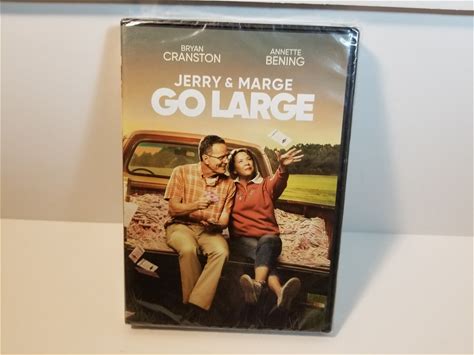 BRYAN
CRANSTON
ANNETTE
BENING
JERRY & MARGE
GO LARGE